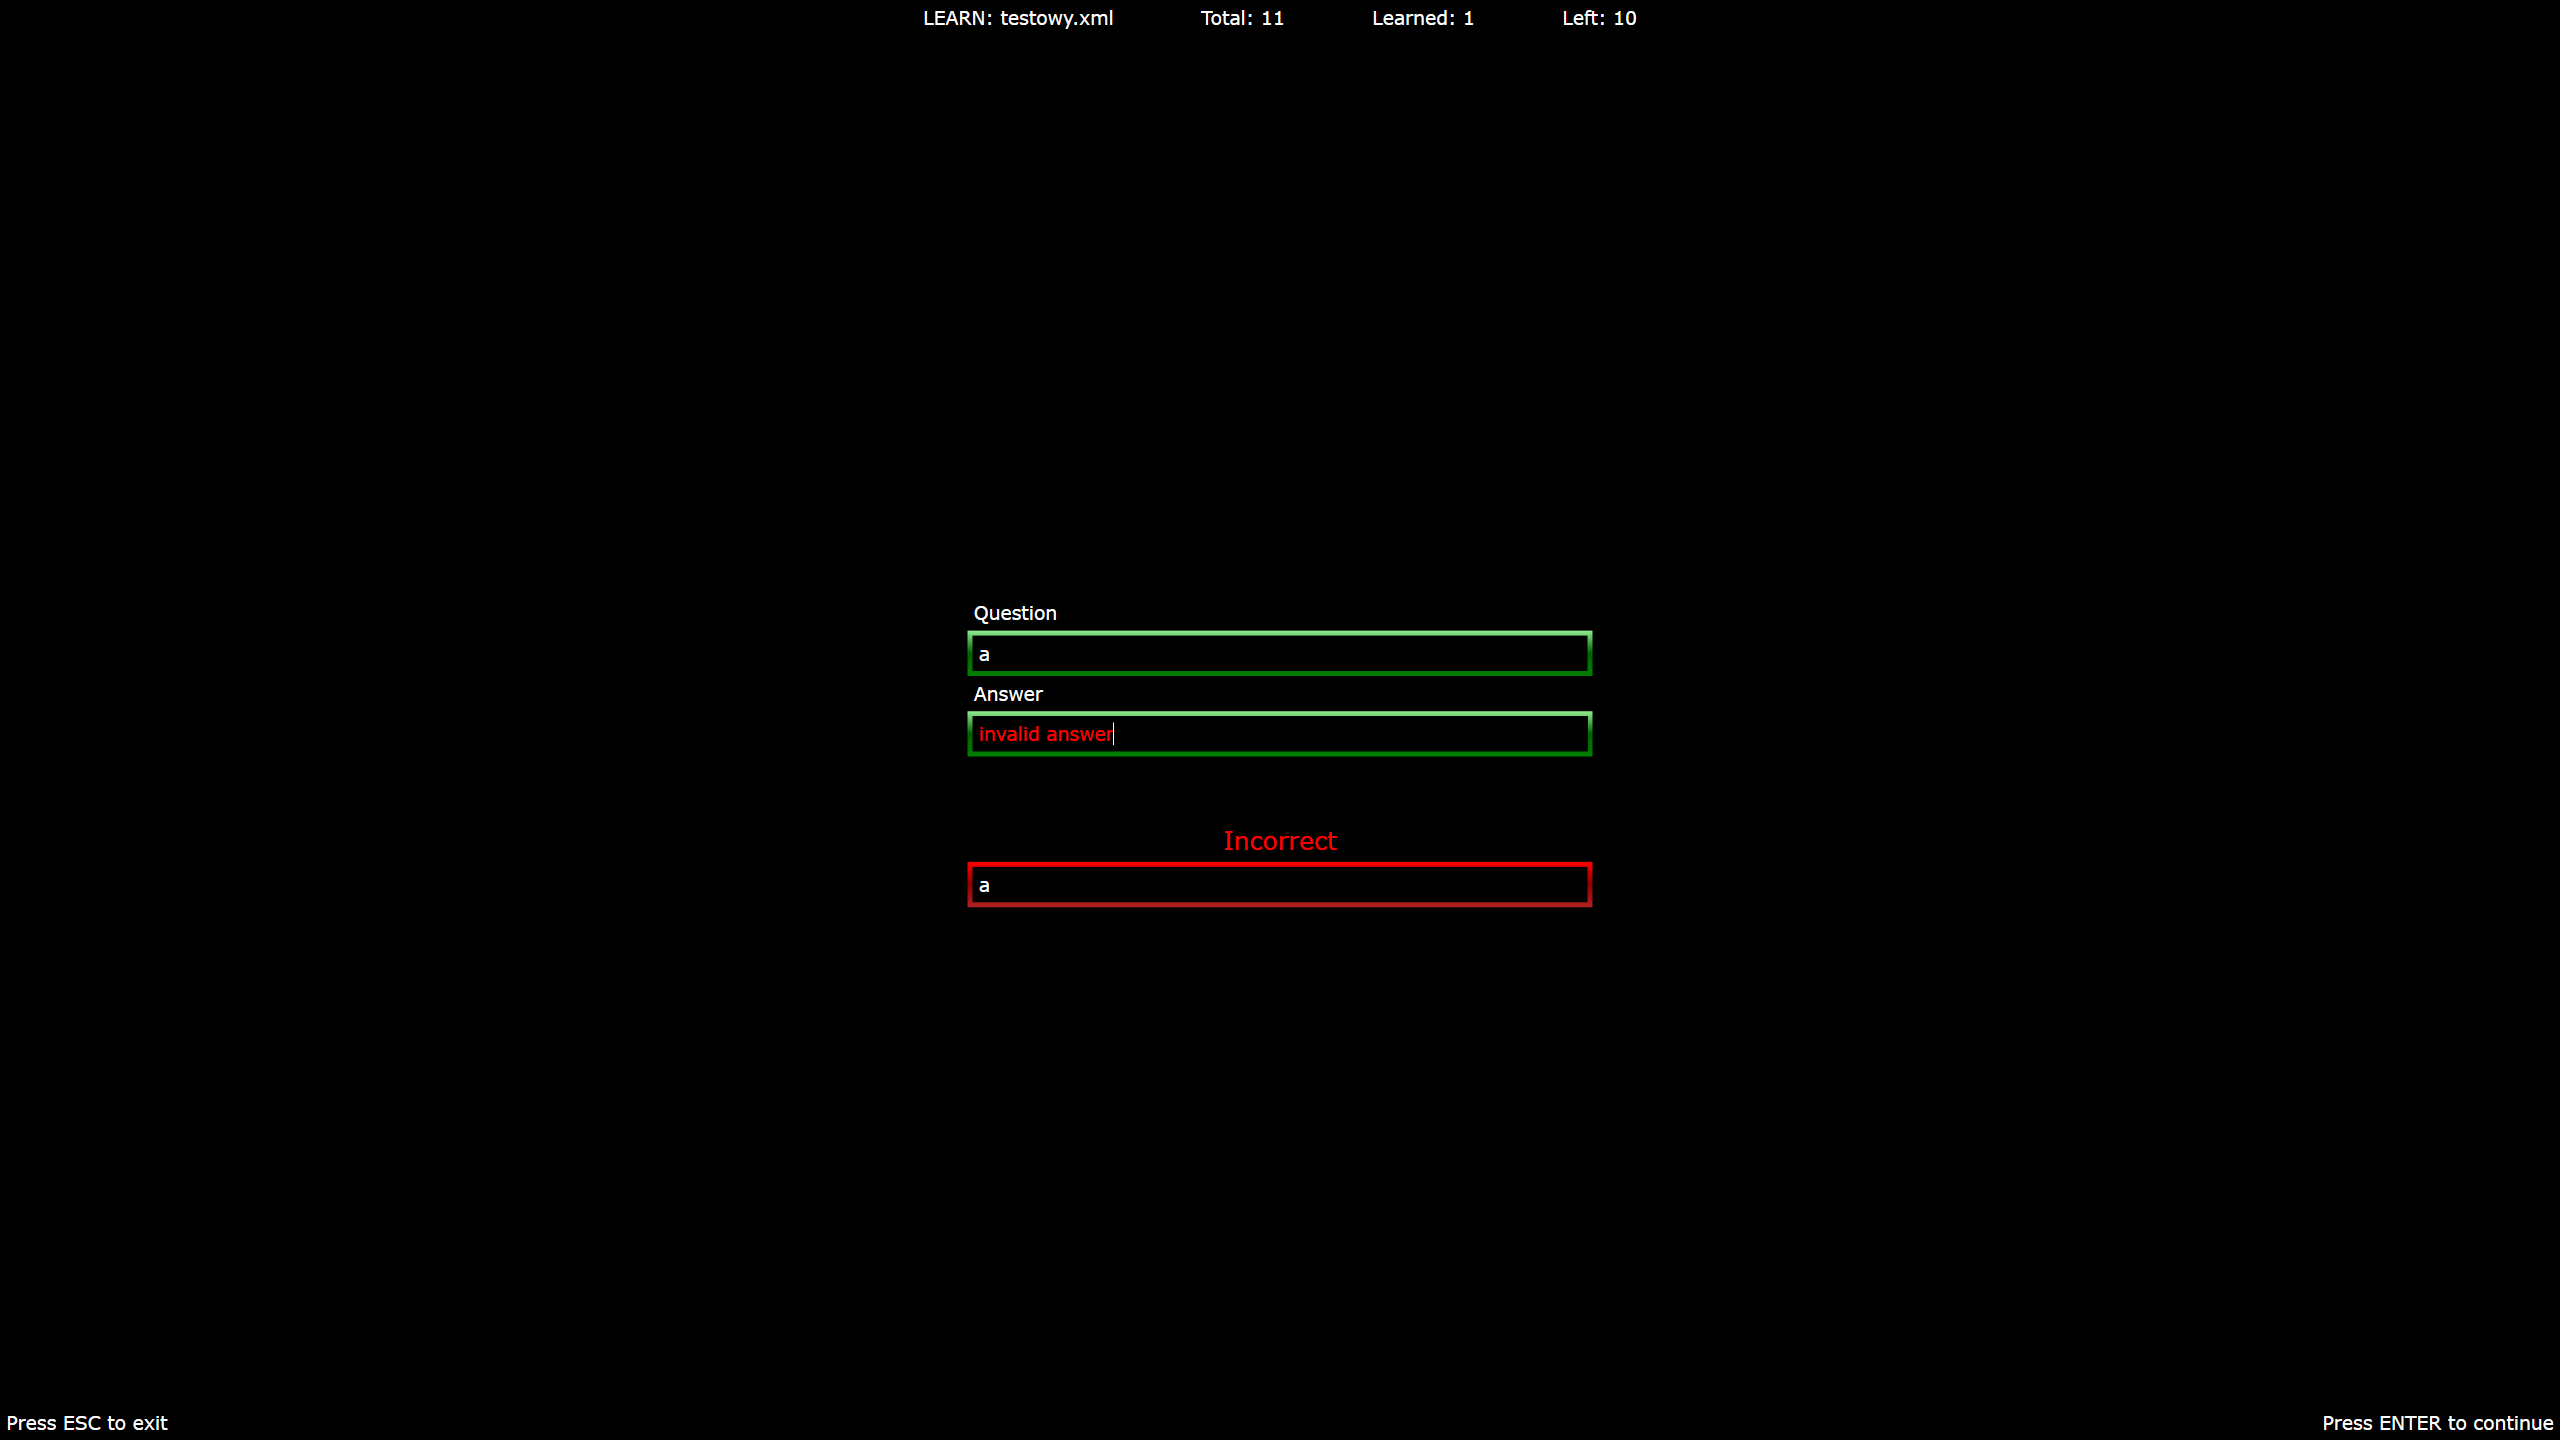 LEARN: testowy.xml Total: 11 Learned: 1 Left: 10
Question
a
Answer
invalid answer
Incorrect
a
Press ESC to exit Press ENTER to continue